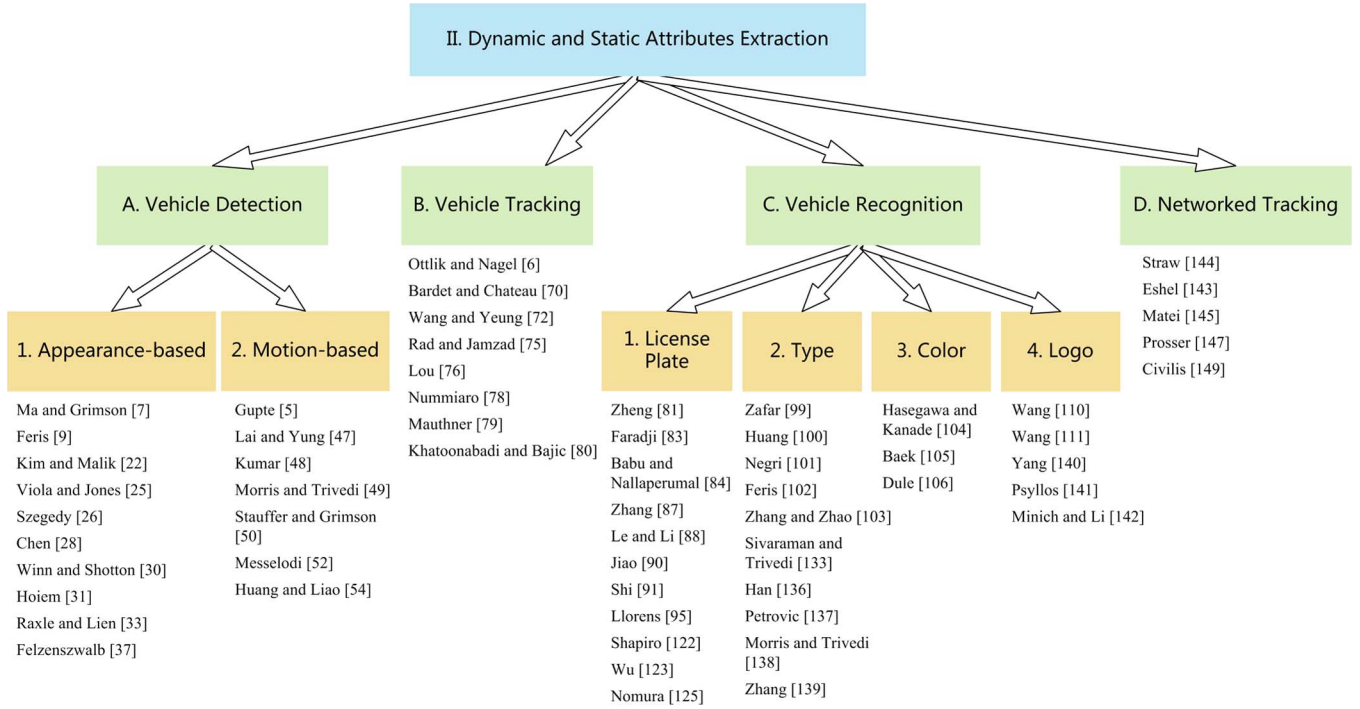 II. Dynamic and Static Attributes Extraction
A. Vehicle Detection
B. Vehicle Tracking
C. Vehicle Recognition
D. Networked Tracking
1. Appearance-based
Ma and Grimson [7]
Feris [9]
Kim and Malik [22]
Viola and Jones [25]
Szegedy [26]
Chen [28]
Winn and Shotton [30]
Hoiem [31]
Raxle and Lien [33]
Felzenszwalb [37]
2. Motion-based
Gupte [5]
Lai and Yung [47]
Kumar [48]
Morris and Trivedi [49]
Stauffer and Grimson
[50]
Messelodi [52]
Huang and Liao [54]
Ottlik and Nagel [6]
Bardet and Chateau [70]
Wang and Yeung [72]
Rad and Jamzad [75]
Lou [76]
Nummiaro [78]
Mauthner [79]
Khatoonabadi and Bajic [80]
1. License
Plate
Zheng [81]
Faradji [83]
Babu and
Nallaperumal [84]
Zhang [87]
Le and Li [88]
Jiao [90]
Shi [91]
Llorens [95]
Shapiro [122]
Wu [123]
Nomura [125]
2. Type
Zafar [99]
Huang [100]
Negri [101]
Feris [102]
Zhang and Zhao [103]
Sivaraman and
Trivedi [133]
Han [136]
Petrovic [137]
Morris and Trivedi
[138]
Zhang [139]
3. Color
Hasegawa and
Kanade [104]
Baek [105]
Dule [106]
4. Logo
Wang [110]
Wang [111]
Yang [140]
Psyllos [141]
Minich and Li [142]
Straw [144]
Eshel [143]
Matei [145]
Prosser [147]
Civilis [149]